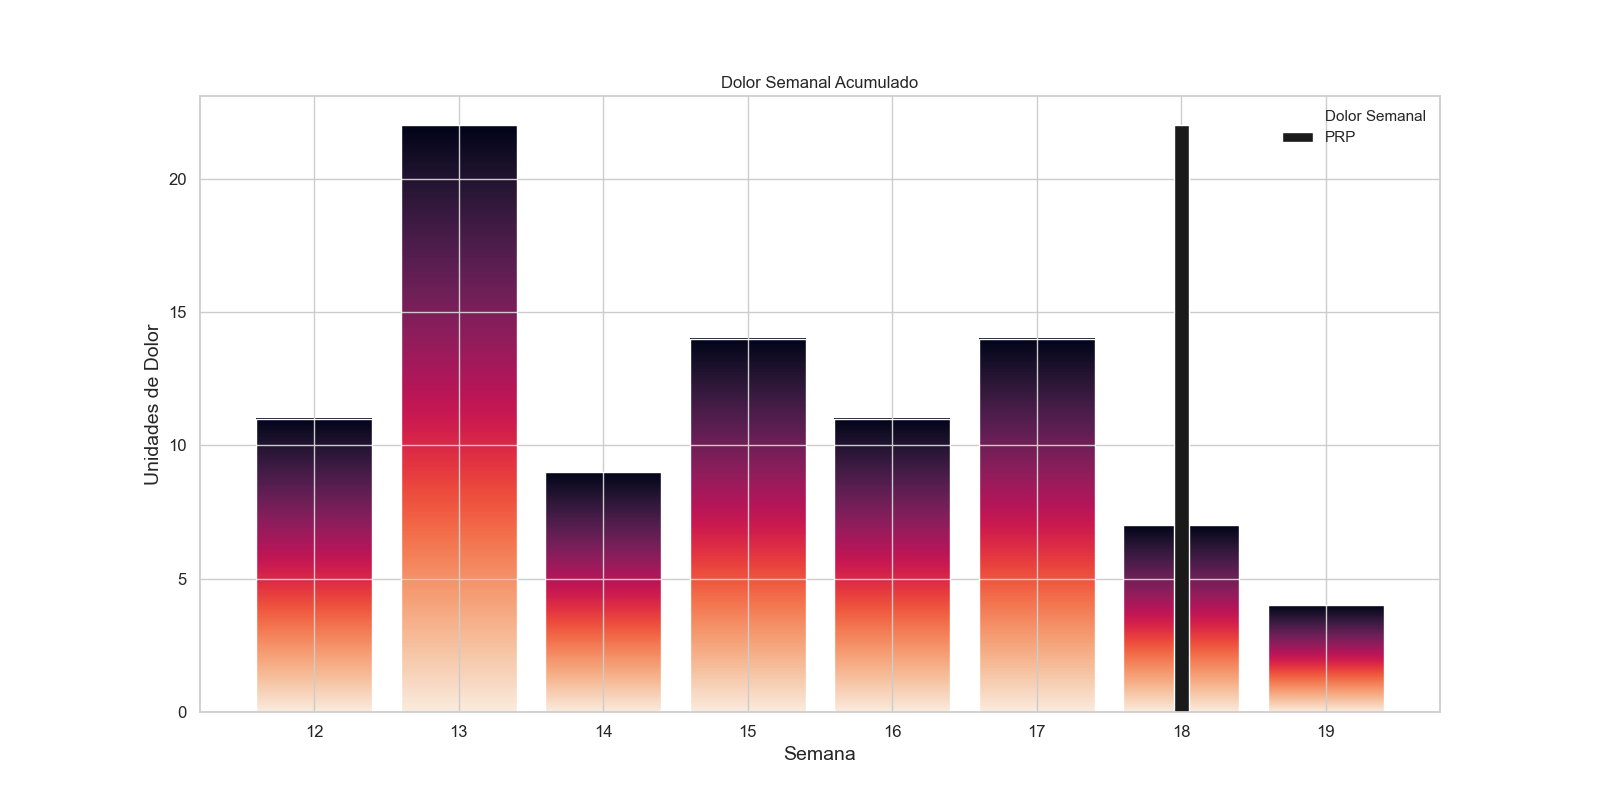 Dolor Semanal Acumulado
Dolor Semanal
PRP
Unidades de Dolor
20
15
10
5
0
12 13 14 15 16 17 18 19
Semana